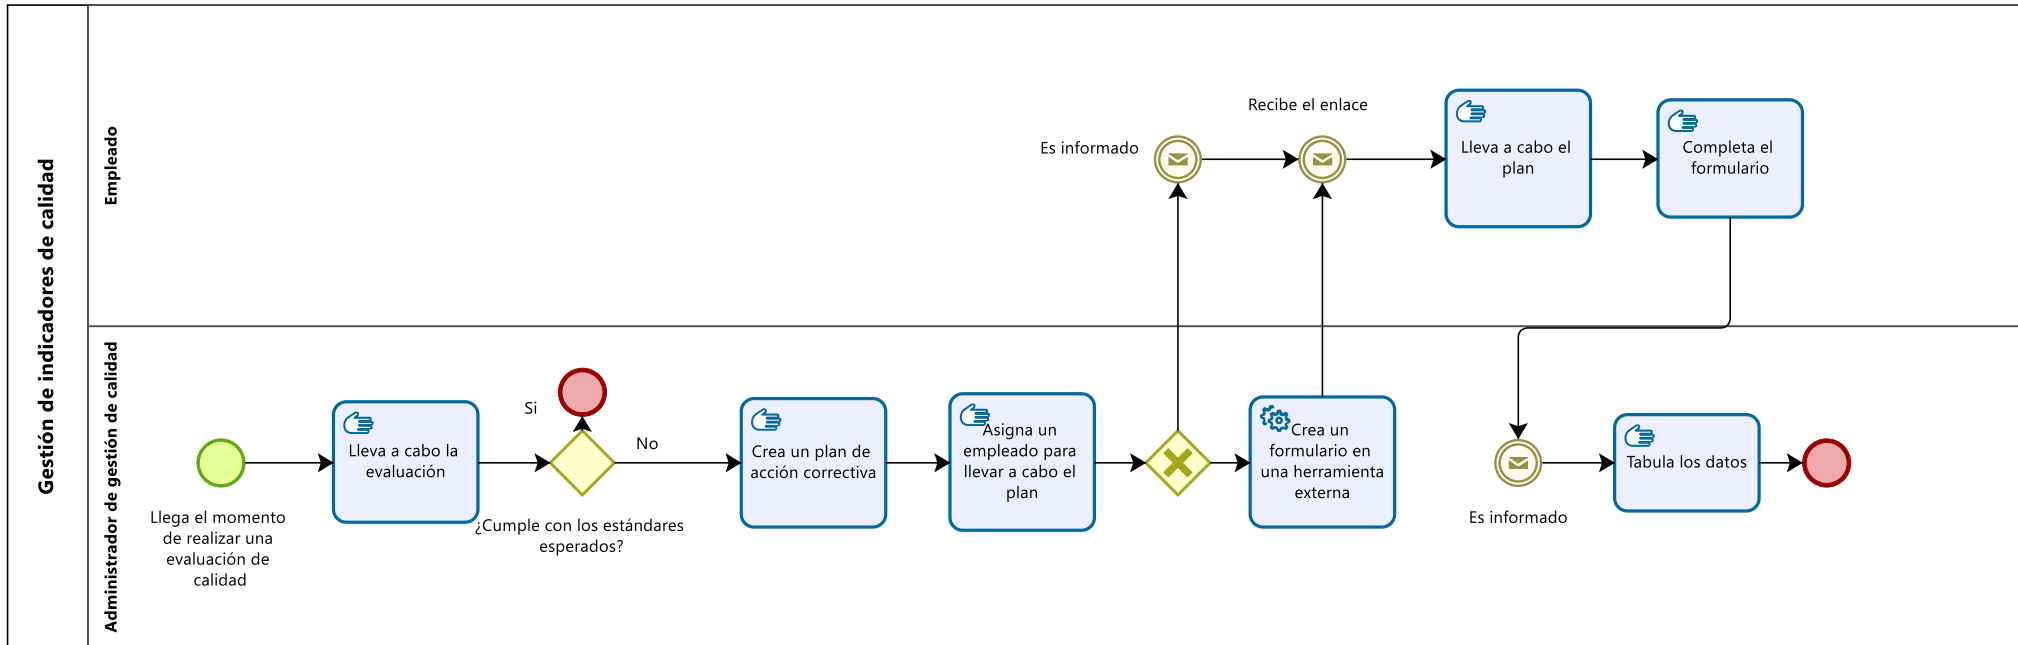 Gestión de indicadores de calidad
Empleado
Es informado
Recibe el enlace
Lleva a cabo el
plan
Completa el
formulario
Administrador de gestión de calidad
Llega el momento
de realizar una
evaluación de
calidad
Lleva a cabo la
evaluación
Si
No
¿Cumple con los estándares
esperados?
Crea un plan de
acción correctiva
Asigna un
empleado para
llevar a cabo el
plan
Crea un
formulario en
una herramienta
externa
Es informado
Tabula los datos